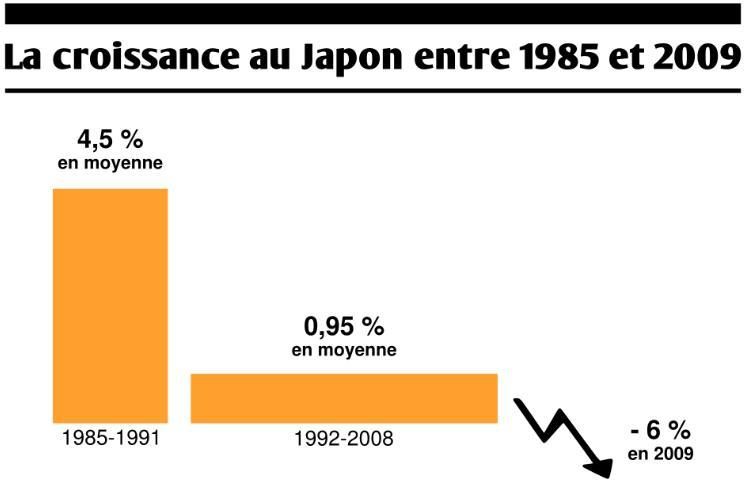 La croissance au Japon entre 1985 et 2009
4,5 %
en moyenne
0,95 %
en moyenne
1985-1991
1992-2008
- 6 %
en 2009